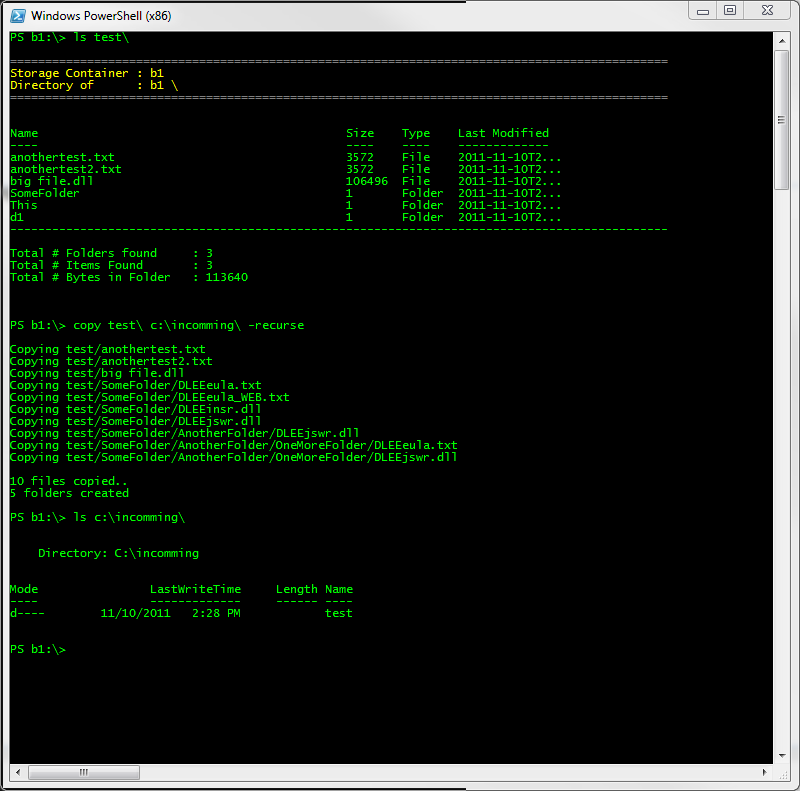 Windows PowerShell (x86)
PS b1:\> ls test\
================================================================================
Storage Container : b1
Directory of      : b1 \
================================================================================
Name                                            Size    Type    Last Modified
----                                            ----    ----    -------------
anothertest.txt                                 3572    File    2011-11-10T2...
anothertest2.txt                                3572    File    2011-11-10T2...
big file.dll                                    106496  File    2011-11-10T2...
SomeFolder                                      1       Folder  2011-11-10T2...
This                                            1       Folder  2011-11-10T2...
d1                                              1       Folder  2011-11-10T2...
----------------------------------------------------------------------------------------------
Total # Folders found     : 3
Total # Items Found       : 3
Total # Bytes in Folder   : 113640
PS b1:\> copy test\ c:\incomming\ -recurse
Copying test/anothertest.txt
Copying test/anothertest2.txt
Copying test/big file.dll
Copying test/SomeFolder/DLEEeula.txt
Copying test/SomeFolder/DLEEeula_WEB.txt
Copying test/SomeFolder/DLEEinsr.dll
Copying test/SomeFolder/DLEEjswr.dll
Copying test/SomeFolder/AnotherFolder/DLEEjswr.dll
Copying test/SomeFolder/AnotherFolder/OneMoreFolder/DLEEeula.txt
Copying test/SomeFolder/AnotherFolder/OneMoreFolder/DLEEjswr.dll
10 files copied..
5 folders created
PS b1:\> ls c:\incomming\
    Directory: C:\incomming
Mode                LastWriteTime     Length Name
----                -------------     ------ ----
d----        11/10/2011   2:28 PM            test
PS b1:\>